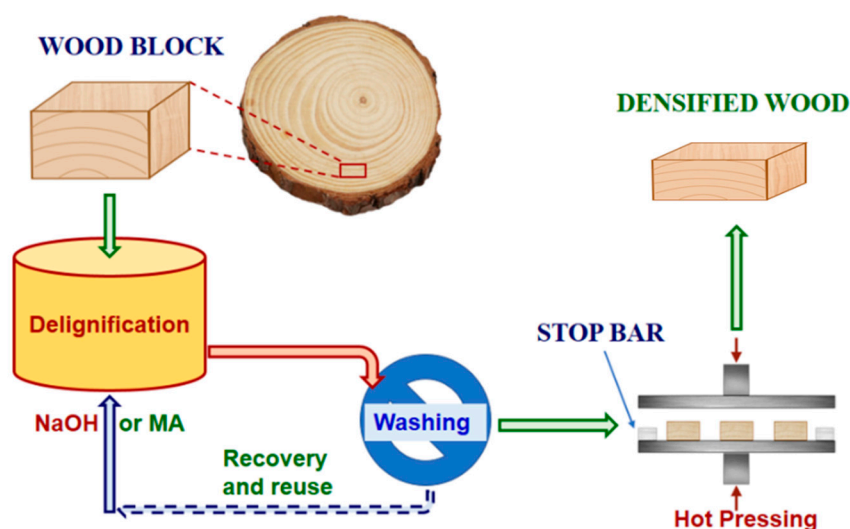 WOOD BLOCK
DENSIFIED WOOD
Delignification
STOP BAR
NaOH or MA
Washing
Recovery
and reuse
Hot Pressing